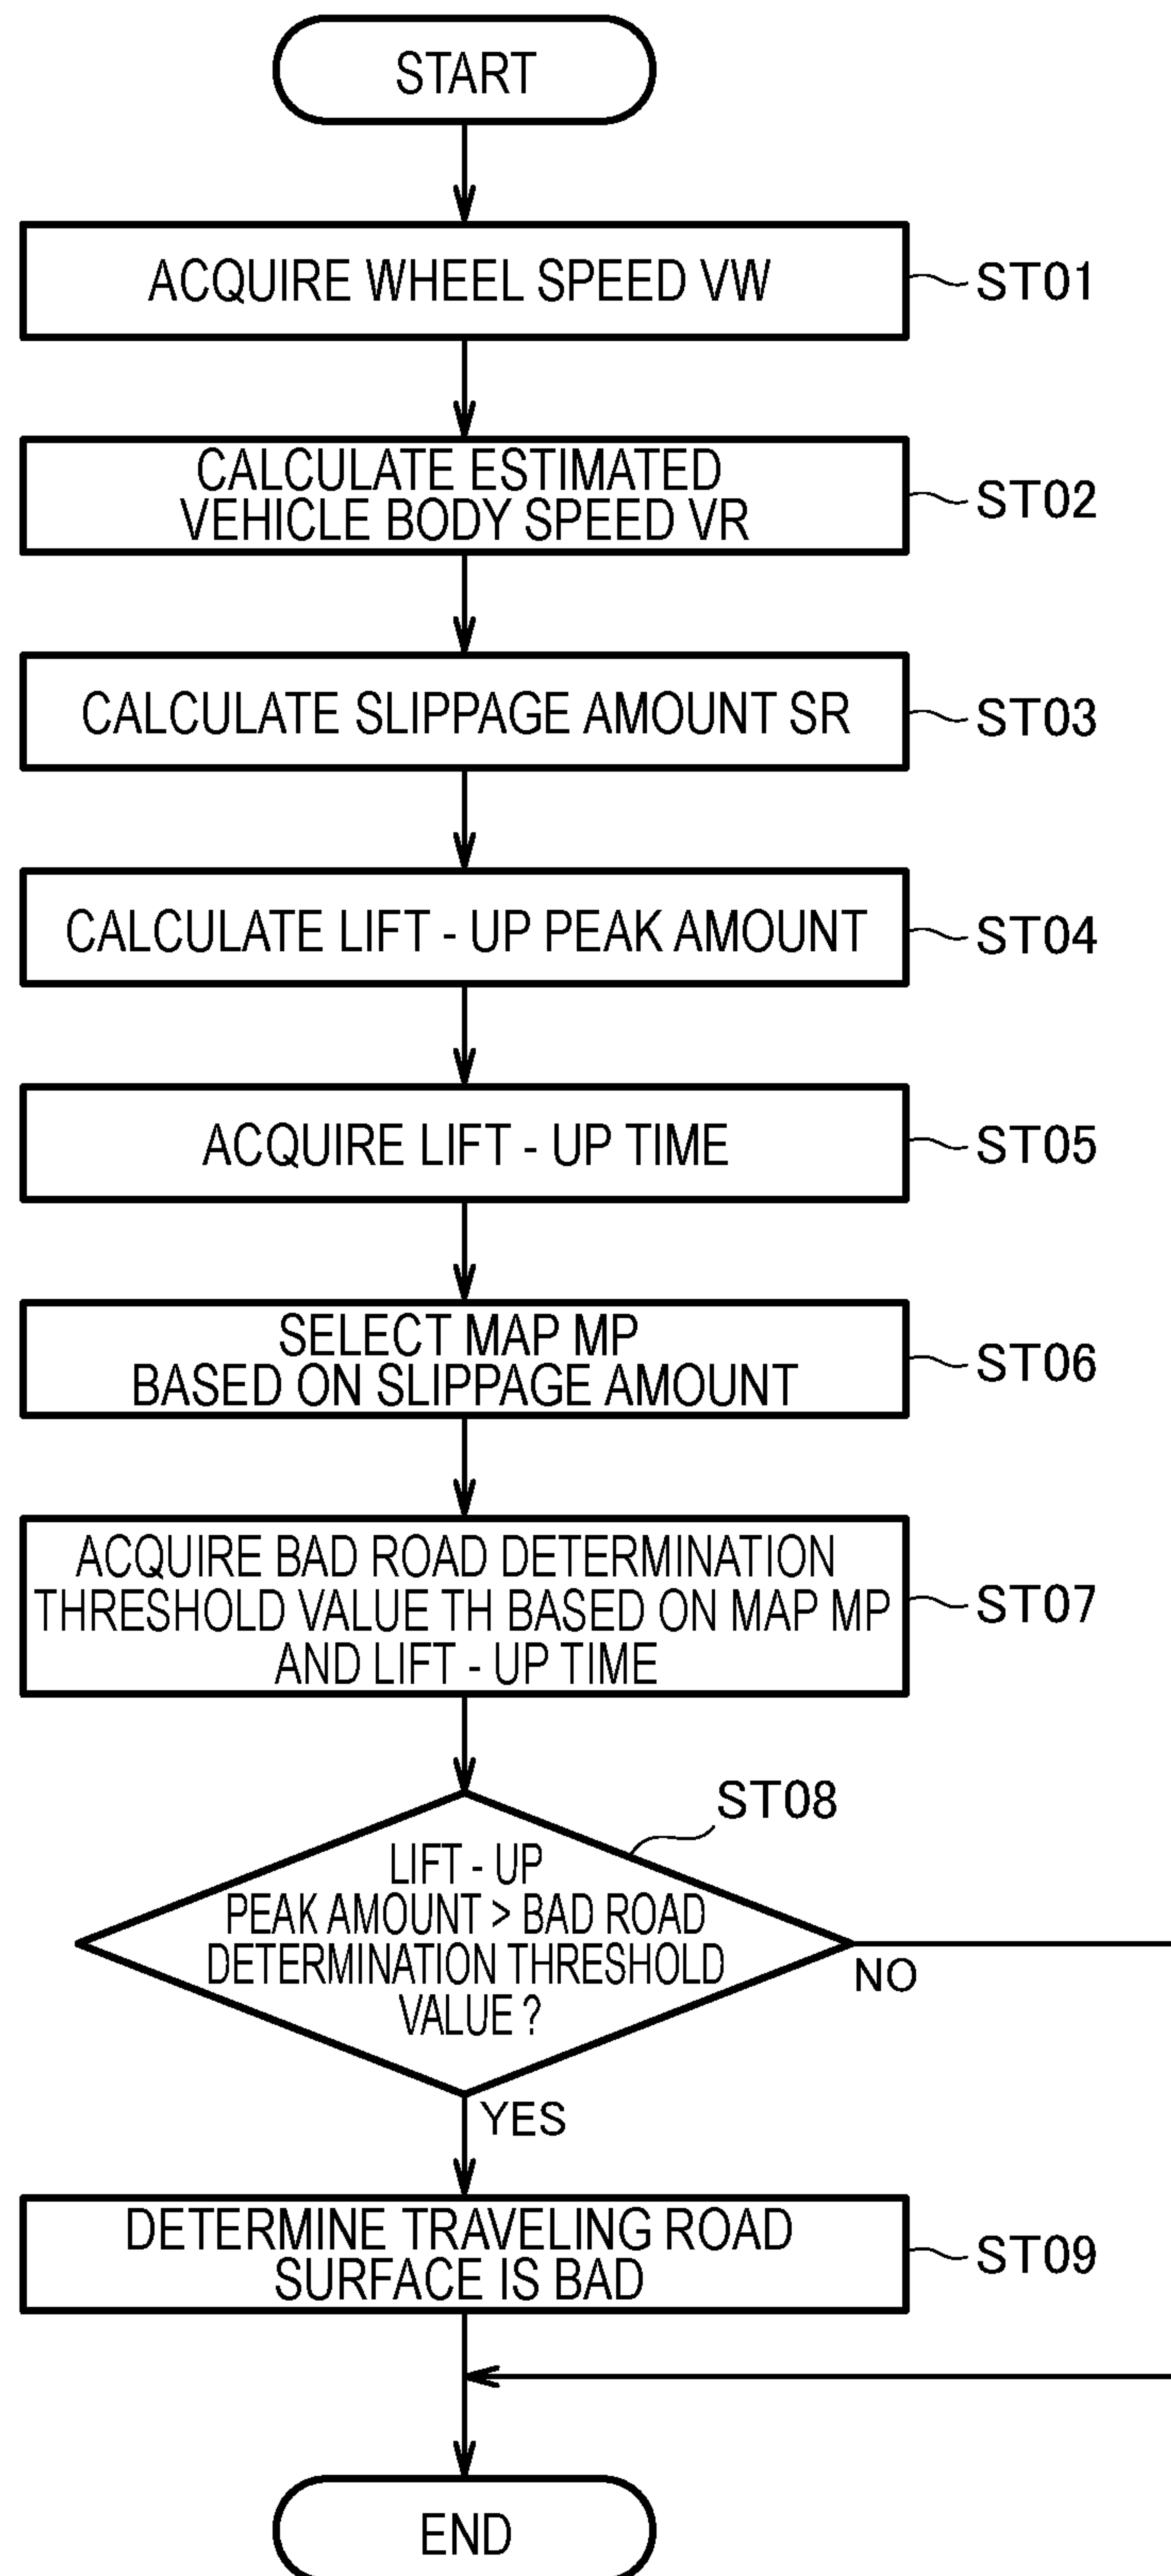 START
ACQUIRE WHEEL SPEED VW
ST01
CALCULATE ESTIMATED
VEHICLE BODY SPEED VR
ST02
CALCULATE SLIPPAGE AMOUNT SR
ST03
CALCULATE LIFT - UP PEAK AMOUNT
ST04
ACQUIRE LIFT - UP TIME
ST05
SELECT MAP MP
BASED ON SLIPPAGE AMOUNT
ST06
ACQUIRE BAD ROAD DETERMINATION
THRESHOLD VALUE TH BASED ON MAP MP
AND LIFT - UP TIME
ST07
ST08
LIFT - UP
PEAK AMOUNT > BAD ROAD
DETERMINATION THRESHOLD
VALUE ?
NO
YES
DETERMINE TRAVELING ROAD
SURFACE IS BAD
ST09
END